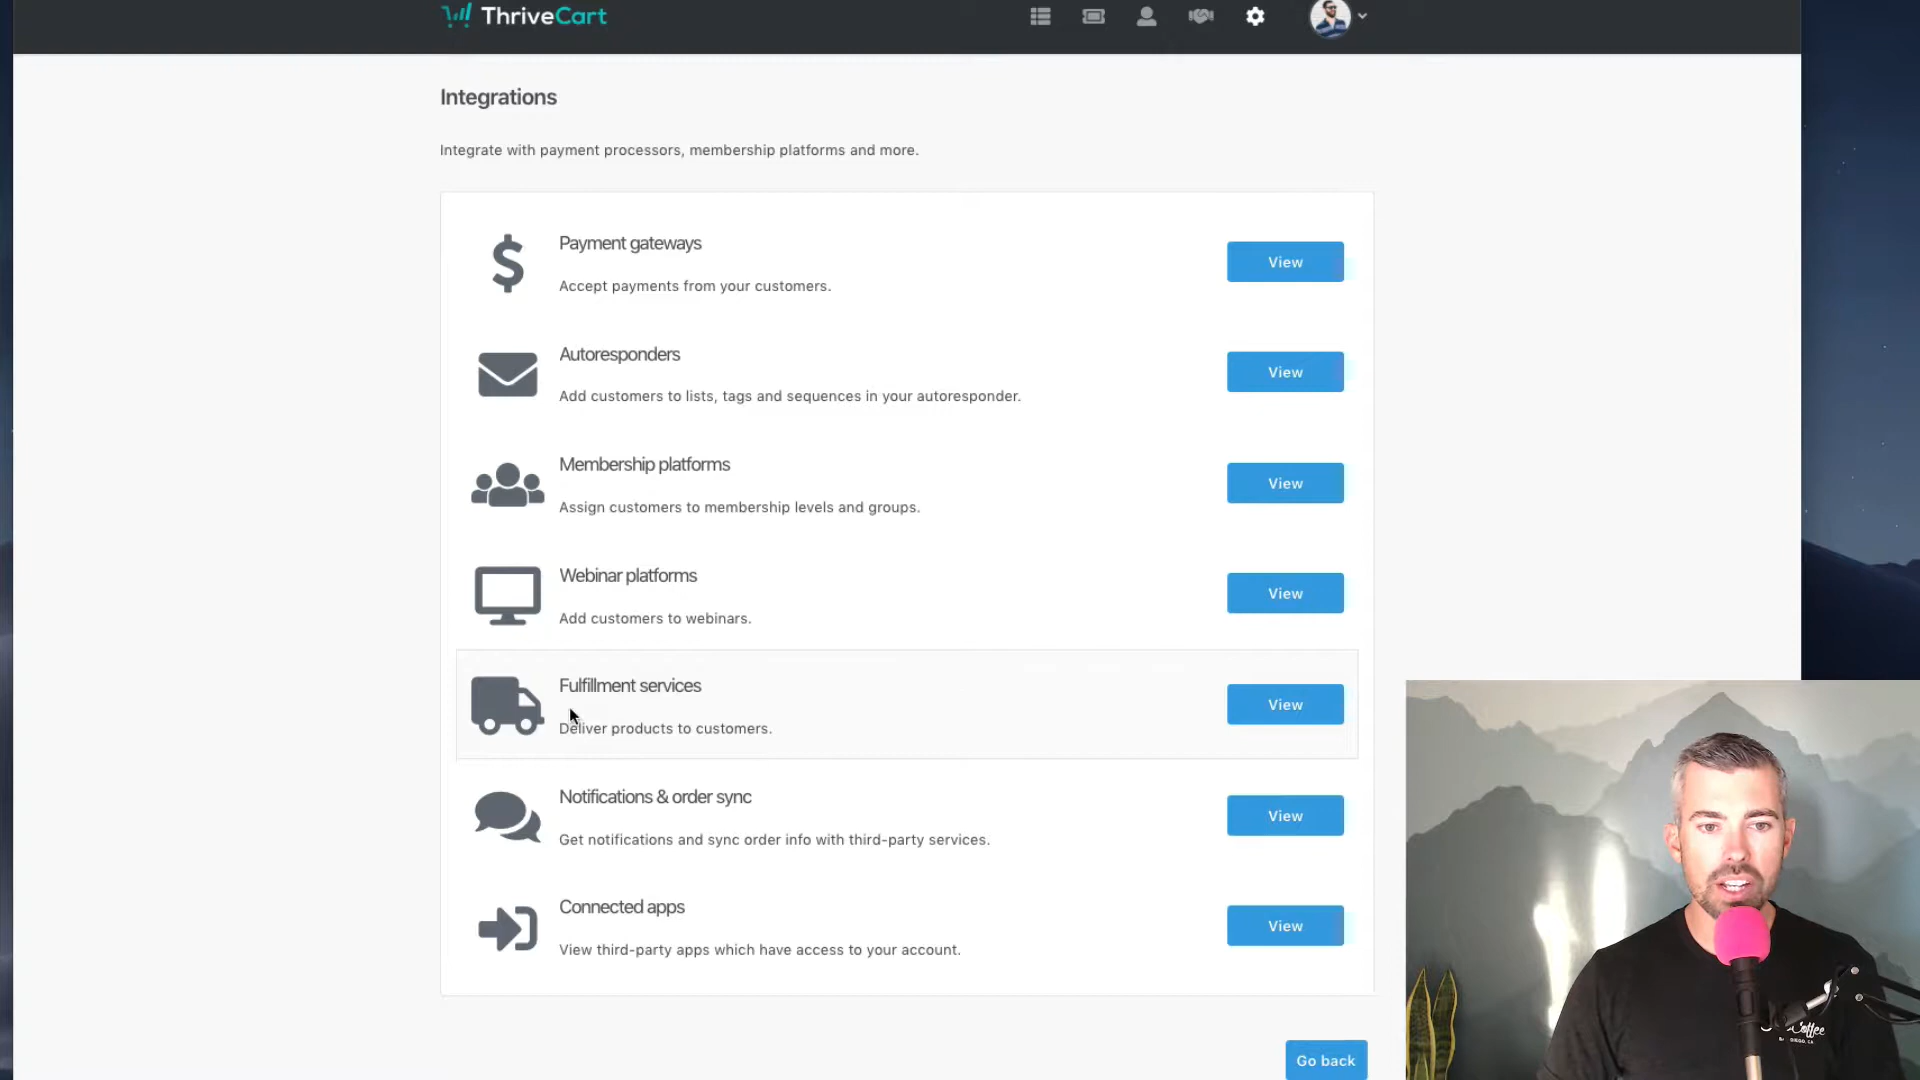 ThriveCart
Integrations
Integrate with payment processors, membership platforms and more.
Payment gateways
Accept payments from your customers.
View
Autoresponders
Add customers to lists, tags and sequences in your autoresponder.
View
Membership platforms
Assign customers to membership levels and groups.
View
Webinar platforms
Add customers to webinars.
View
Fulfillment services
Deliver products to customers.
View
Notifications & order sync
Get notifications and sync order info with third-party services.
View
Connected apps
View third-party apps which have access to your account.
View
Go back